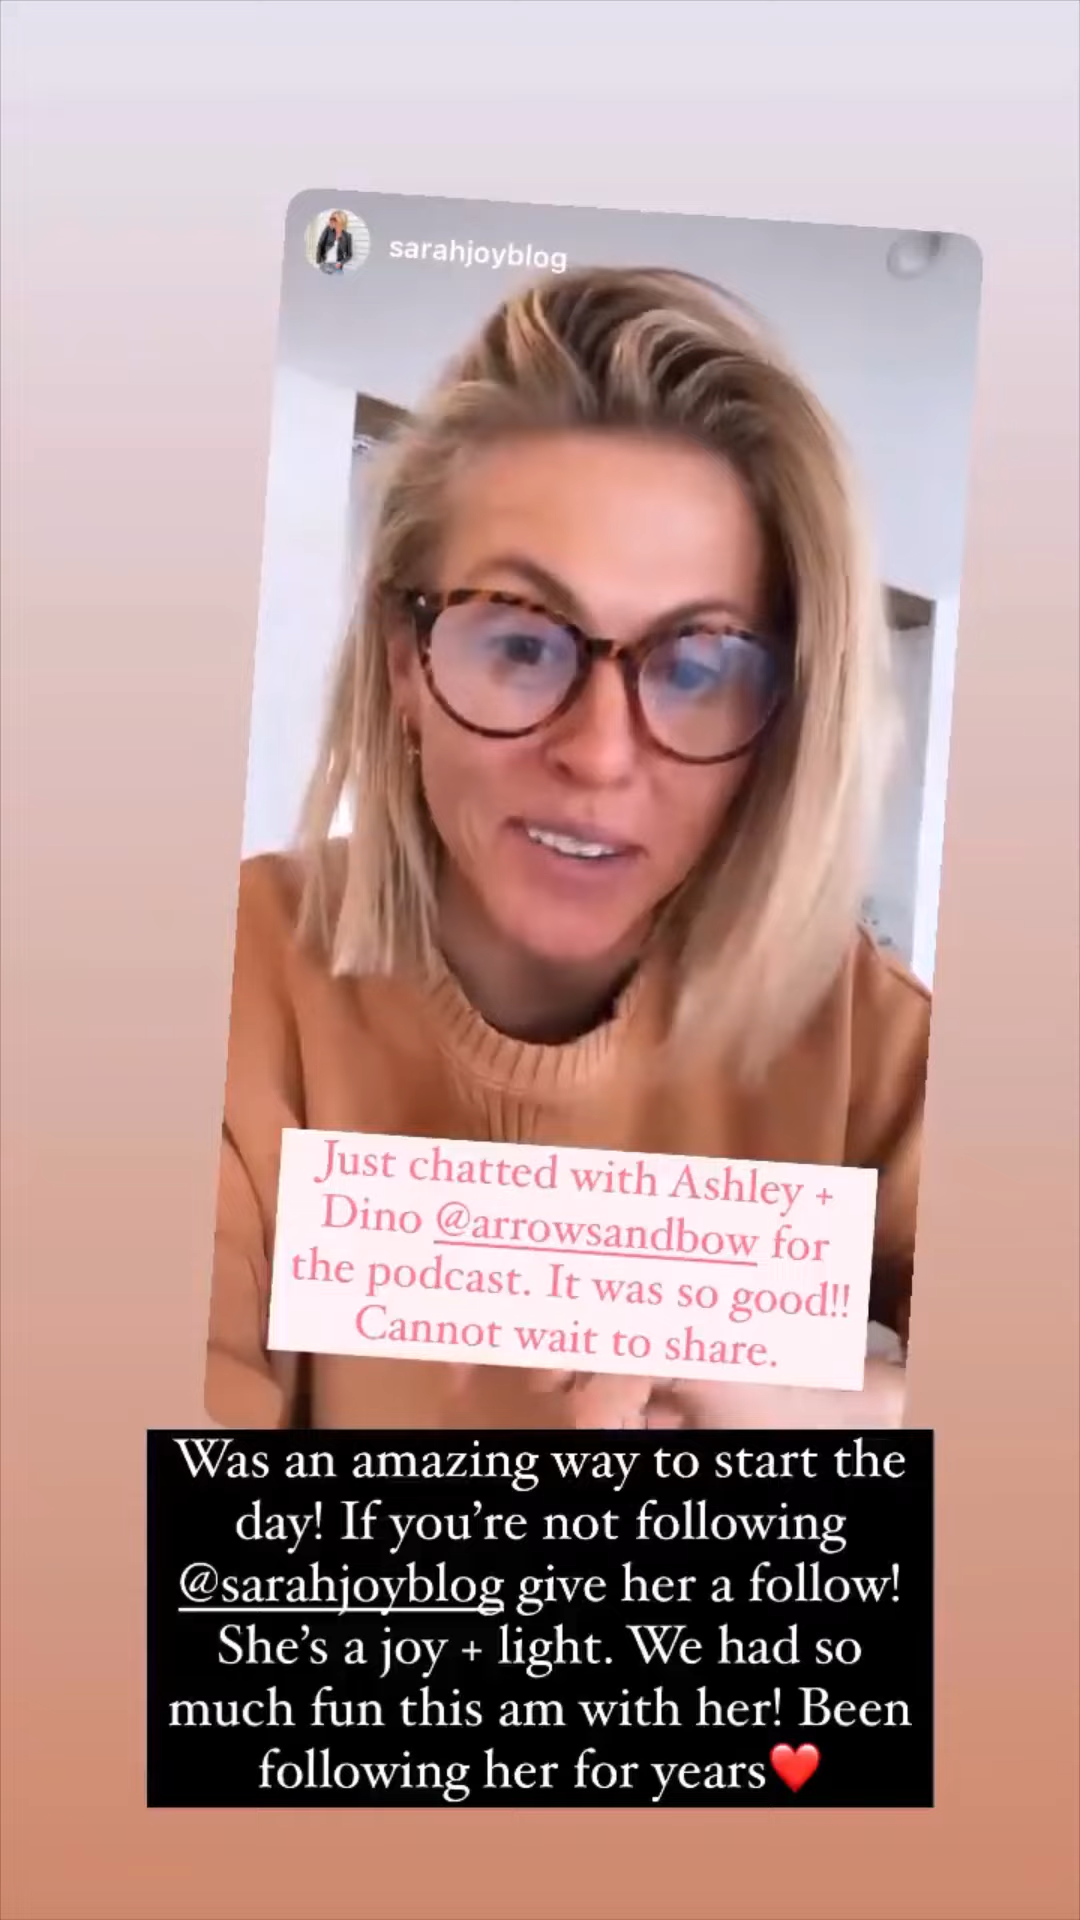 sarahjoyblog
Just chatted with Ashley +
Dino @arrowsandbow for
the podcast. It was so good!!
Cannot wait to share.
Was an amazing way to start the
day! If you’re not following
@sarahjoyblog give her a follow!
She’s a joy + light. We had so
much fun this am with her! Been
following her for years❤️